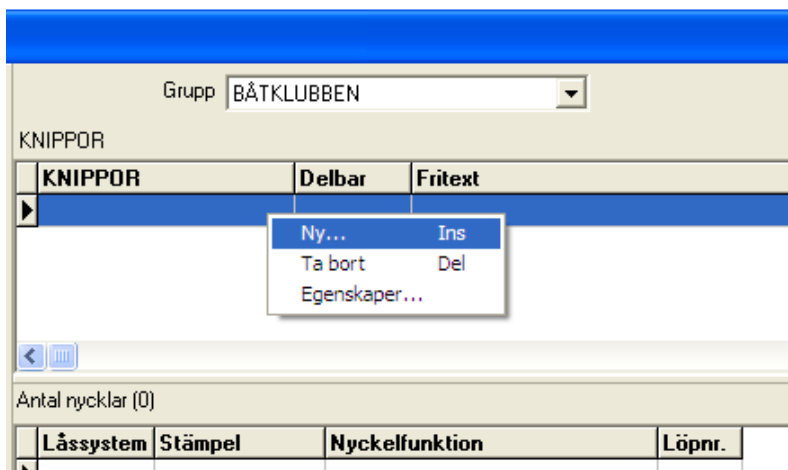 Grupp BÅTKLUBBEN
KNIPPOR
KNIPPOR Delbar Fritext
Ny... Ins
Ta bort Del
Egenskaper...
Antal nycklar (0)
Låssystem Stämpel Nyckelfunktion Löpnr.